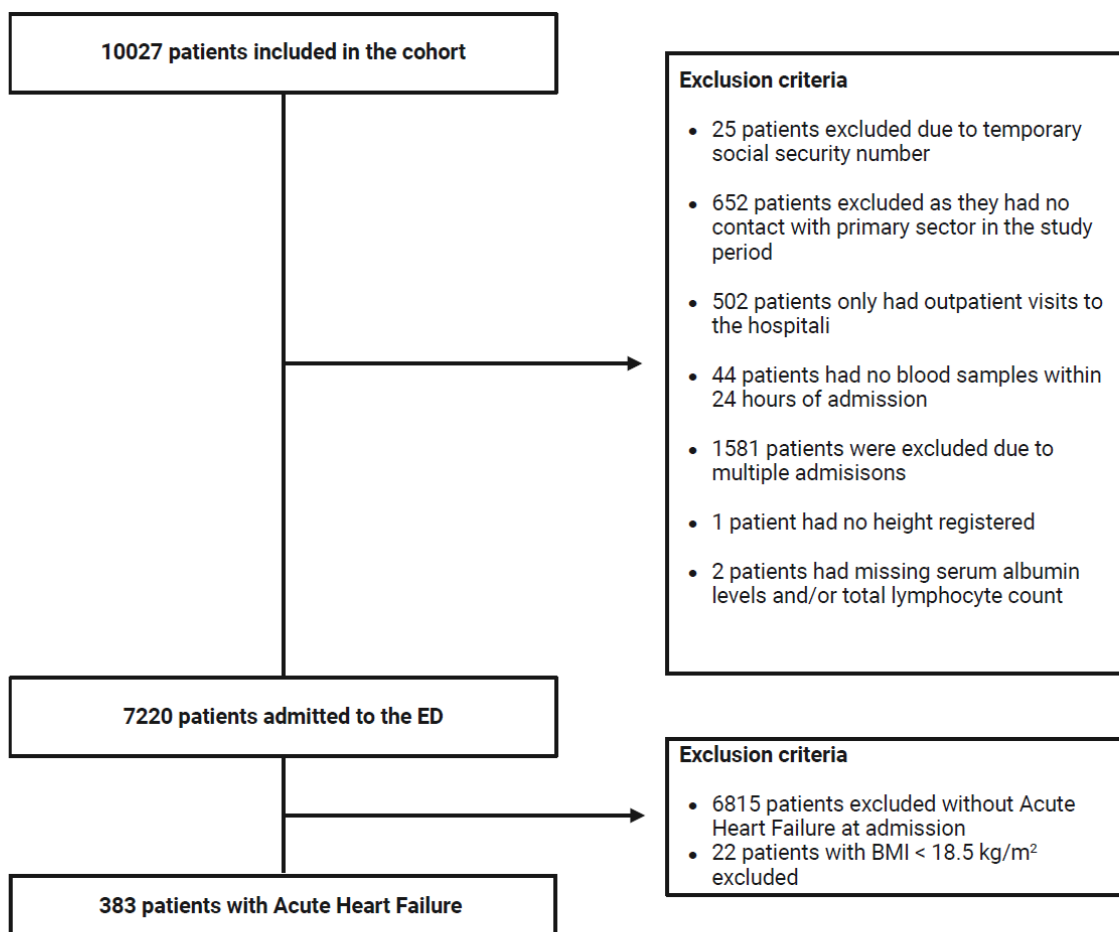 10027 patients included in the cohort
Exclusion criteria
• 25 patients excluded due to temporary
social security number
• 652 patients excluded as they had no
contact with primary sector in the study
period
• 502 patients only had outpatient visits to
the hospitali
• 44 patients had no blood samples within
24 hours of admission
• 1581 patients were excluded due to
multiple admisisons
• 1 patient had no height registered
• 2 patients had missing serum albumin
levels and/or total lymphocyte count
7220 patients admitted to the ED
Exclusion criteria
• 6815 patients excluded without Acute
Heart Failure at admission
• 22 patients with BMI < 18.5 kg/m²
excluded
383 patients with Acute Heart Failure